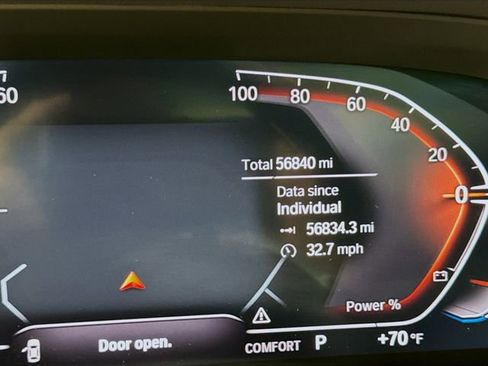 60
100
80
60
40
20
0
Total 56840 mi
Data since
Individual
56834.3 mi
32.7 mph
Power %
Door open.
COMFORT P +70 °F